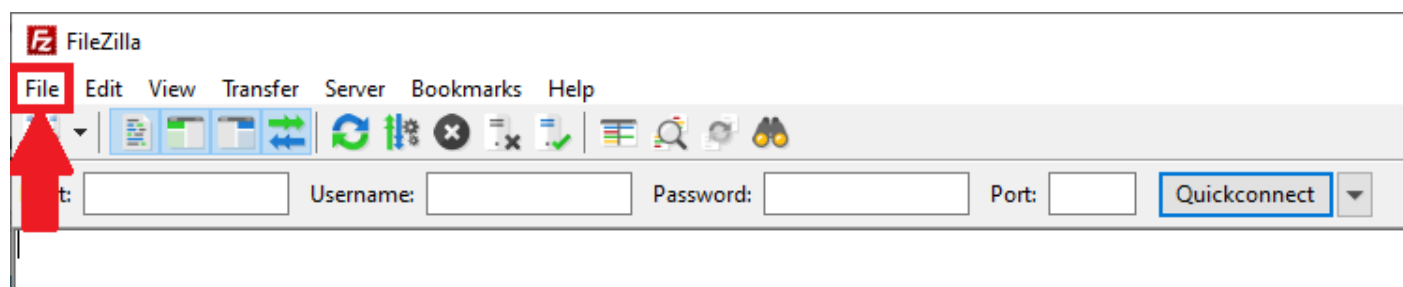 FileZilla
File Edit View Transfer Server Bookmarks Help
t: Username: Password: Port: Quickconnect